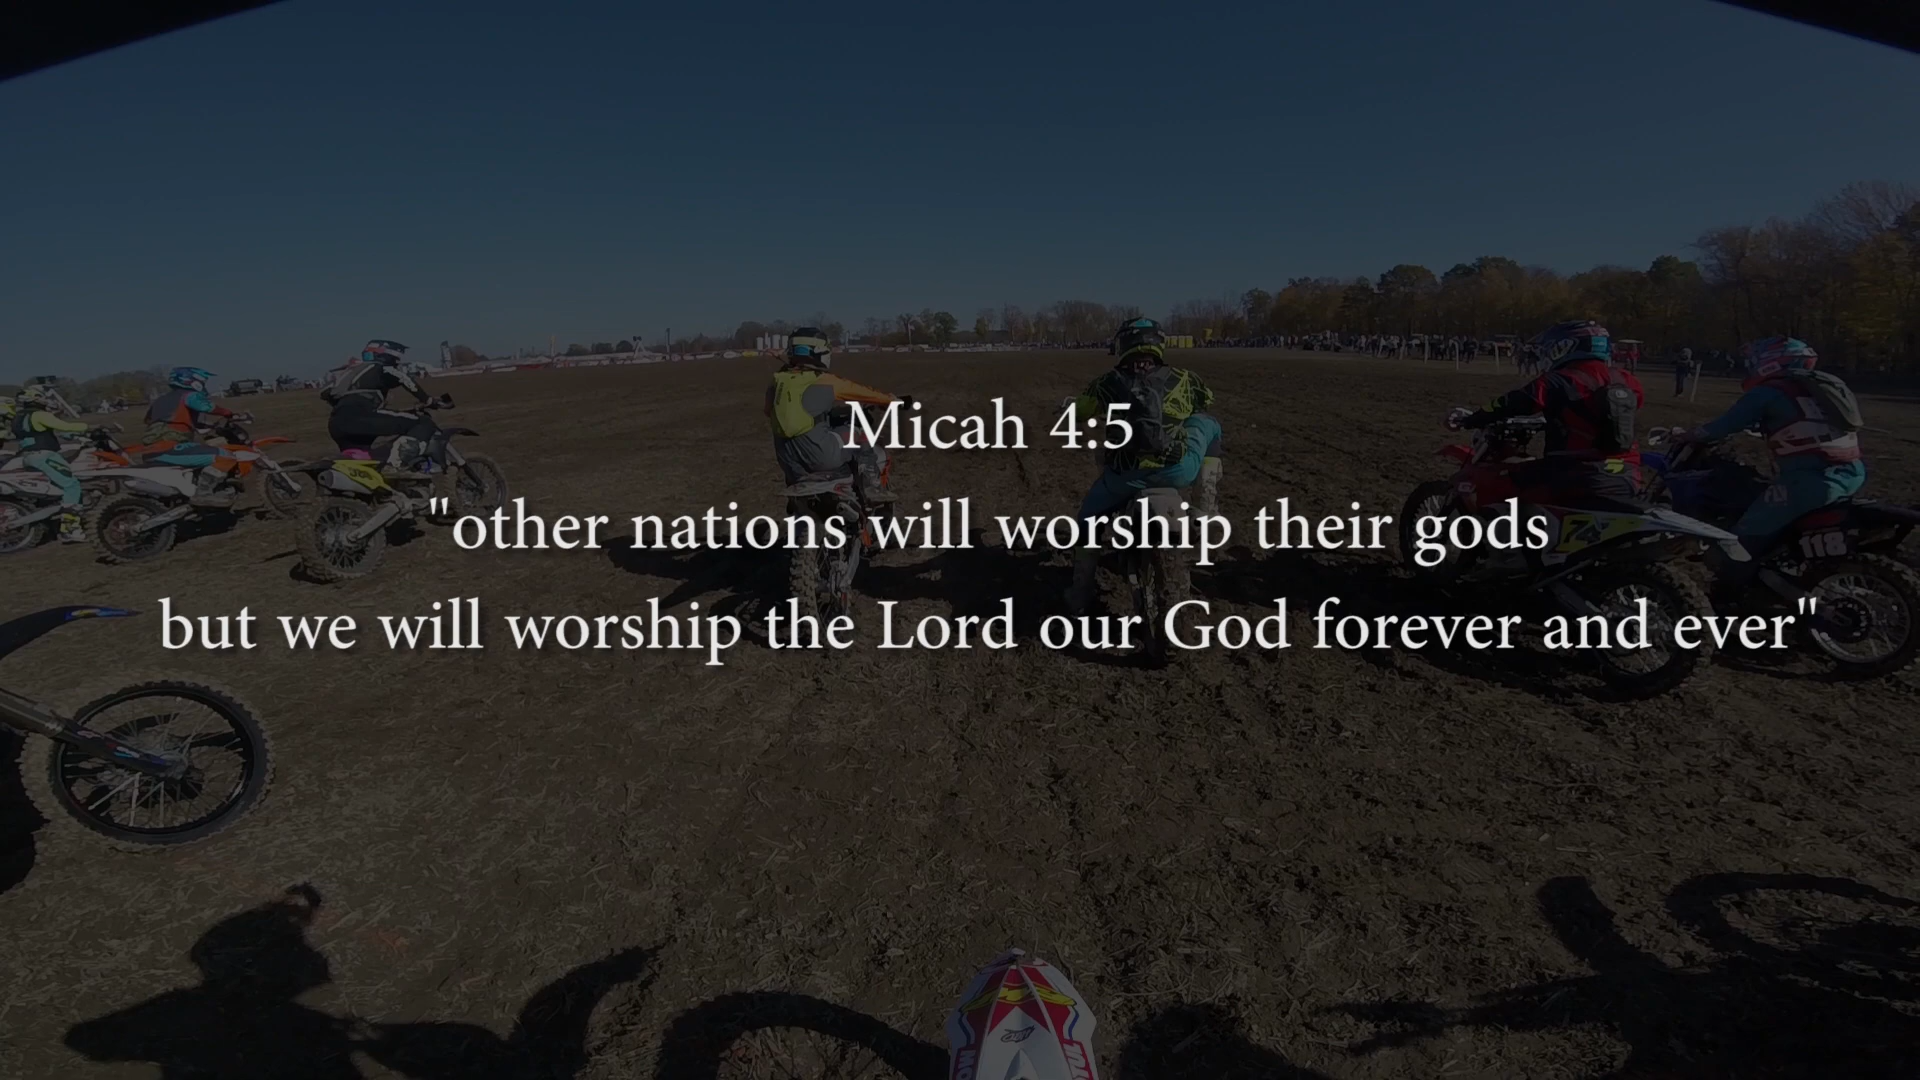 Micah 4:5
"other nations will worship their gods
but we will worship the Lord our God forever and ever"
118